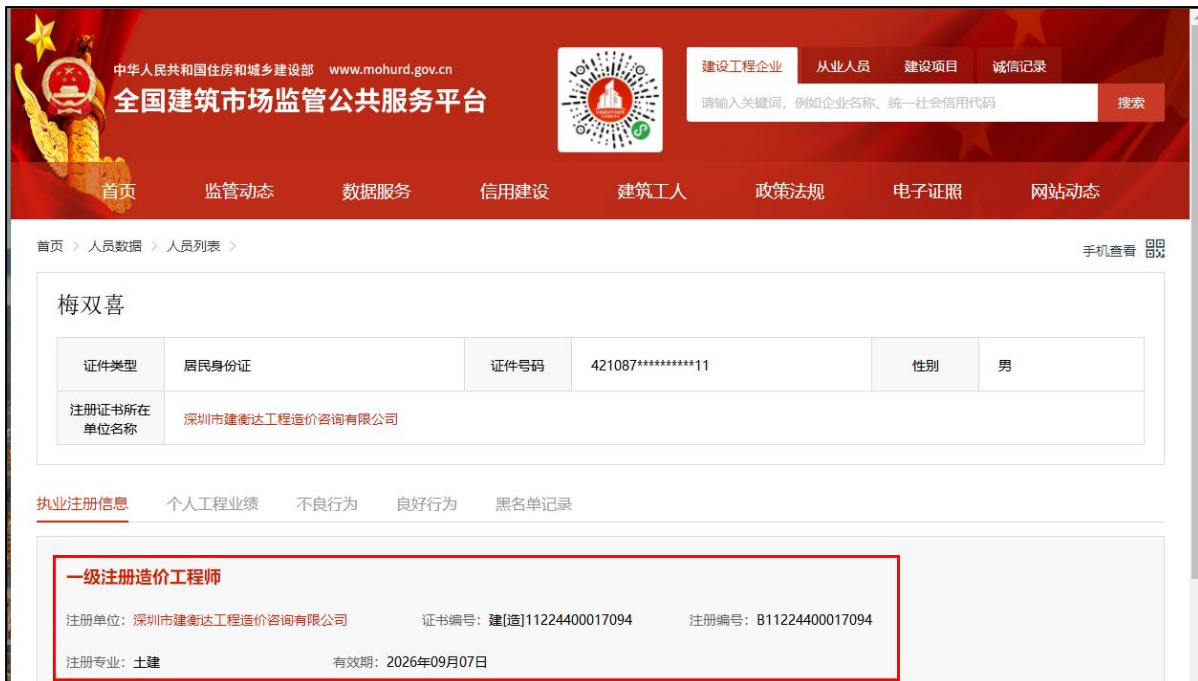 中华人民共和国住房和城乡建设部 www.mohurd.gov.cn
全国建筑市场监管公共服务平台
建设工程企业 从业人员 建设项目 诚信记录
请输入关键词，例如企业名称、统一社会信用代码 搜索
首页 监管动态 数据服务 信用建设 建筑工人 政策法规 电子证照 网站动态
首页 > 人员数据 > 人员列表 >
手机查看
梅双喜
证件类型 居民身份证 证件号码 421087**********11 性别 男
注册证书所在
单位名称
深圳市建衡达工程造价咨询有限公司
执业注册信息 个人工程业绩 不良行为 良好行为 黑名单记录
一级注册造价工程师
注册单位：深圳市建衡达工程造价咨询有限公司 证书编号：建[造]11224400017094 注册编号：B11224400017094
注册专业：土建 有效期：2026年09月07日